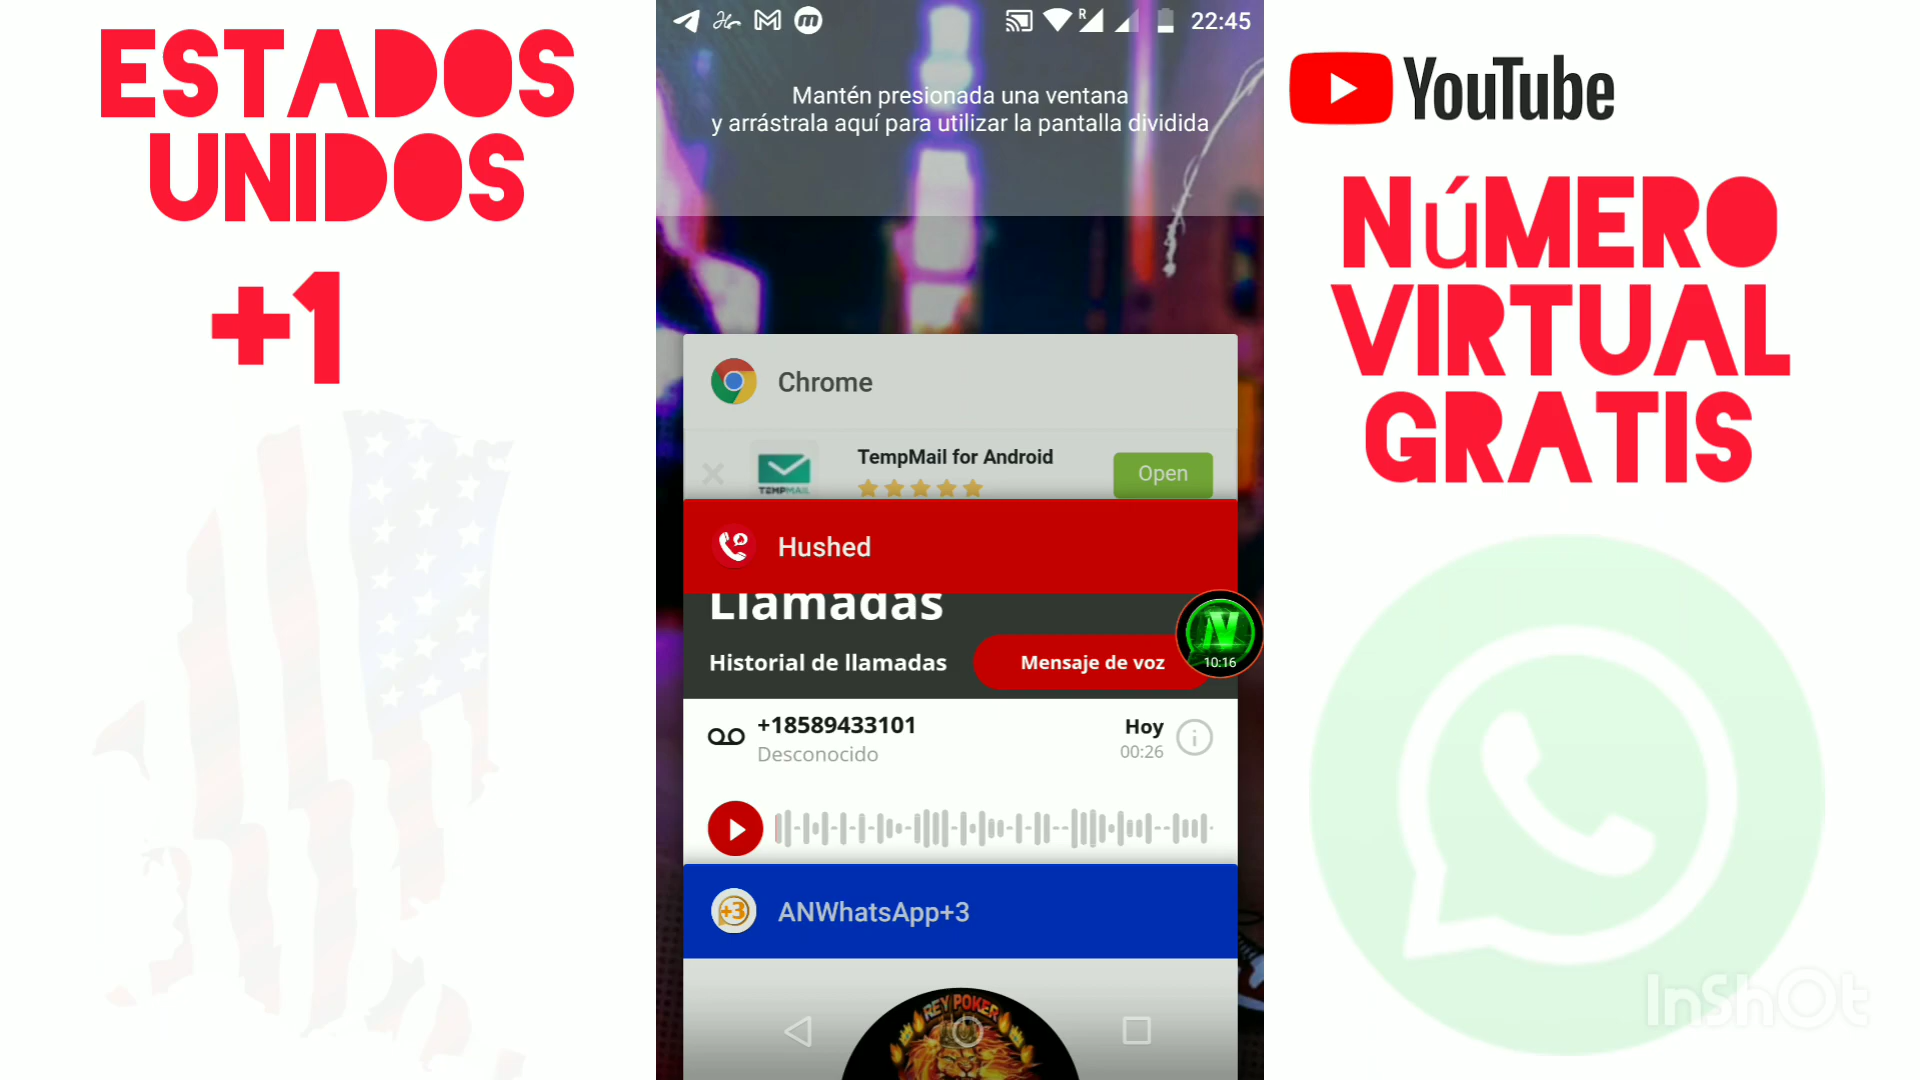 ESTADOS
UNIDOS
+1
22:45
Mantén presionada una ventana
y arrástrala aquí para utilizar la pantalla dividida
Chrome
TempMail for Android
TEMPMAIL
Open
Hushed
Llamadas
Historial de llamadas
Mensaje de voz
10:16
+18589433101
Hoy
Desconocido
00:26
+3
ANWhatsApp+3
REY POKER
YouTube
NÚMERO
VIRTUAL
GRATIS
InShOt